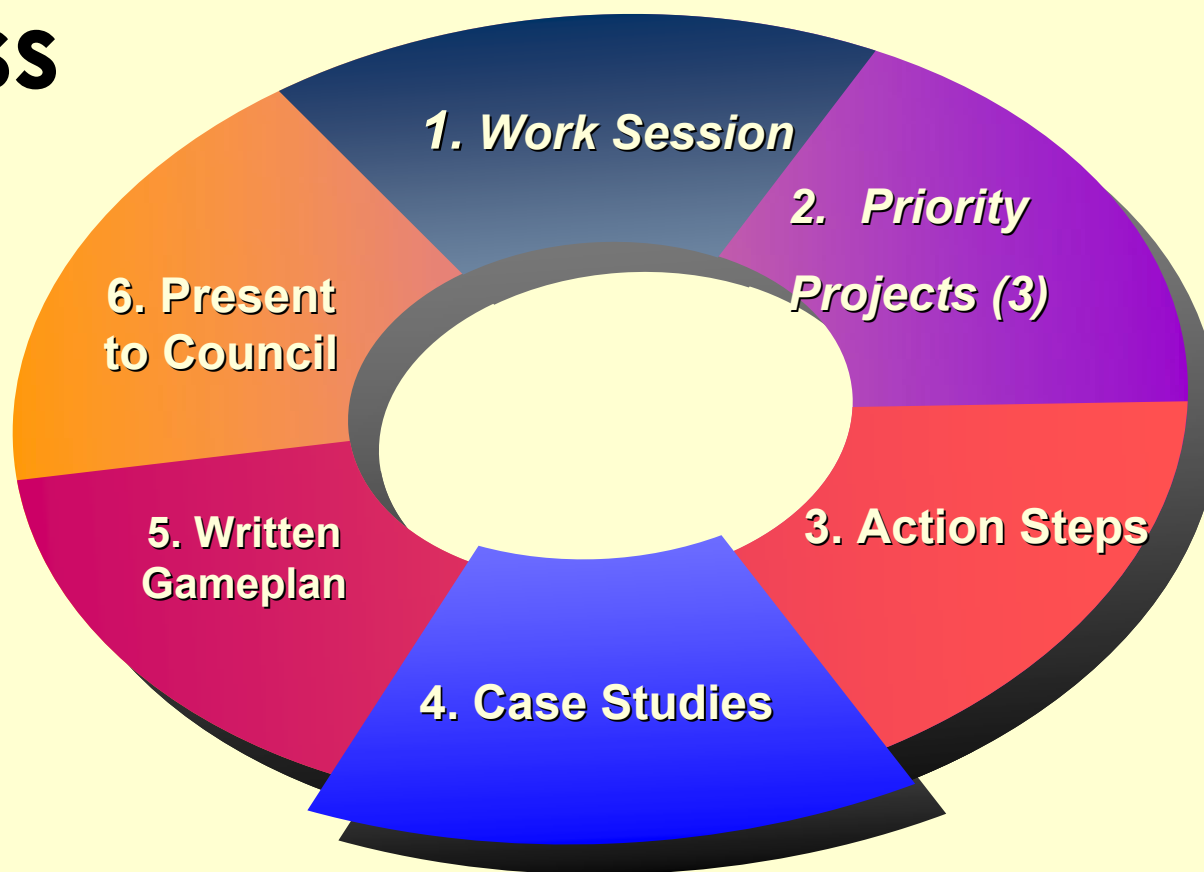 ss
1. Work Session
2. Priority
Projects (3)
3. Action Steps
4. Case Studies
5. Written
Gameplan
6. Present
to Council